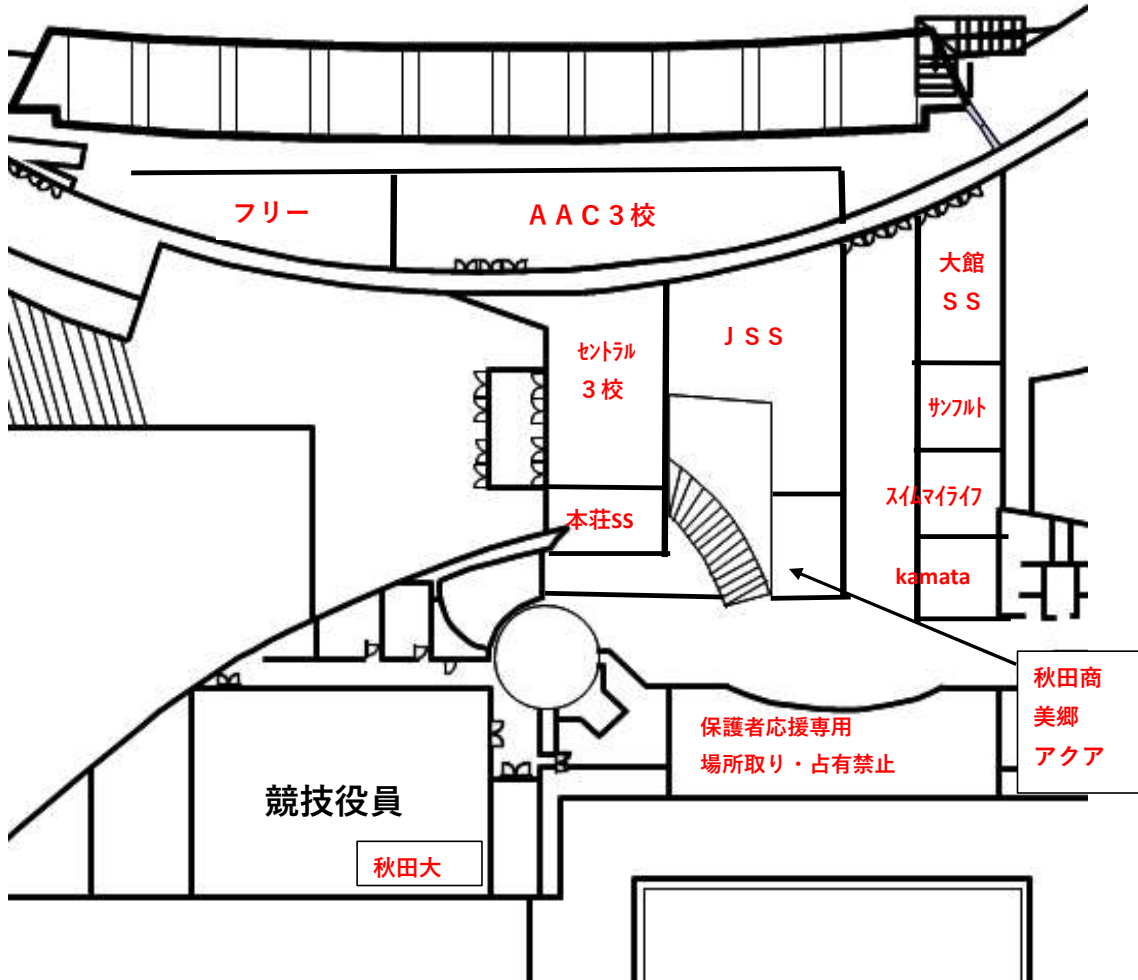 フリー
ＡＡＣ３校
大館
ＳＳ
ＪＳＳ
ｾﾝﾄﾗﾙ
３校
ｻﾝﾌﾙﾄ
ｽｲﾑﾏｲﾗｲﾌ
本荘SS
kamata
秋田商
美郷
アクア
保護者応援専用
場所取り・占有禁止
競技役員
秋田大